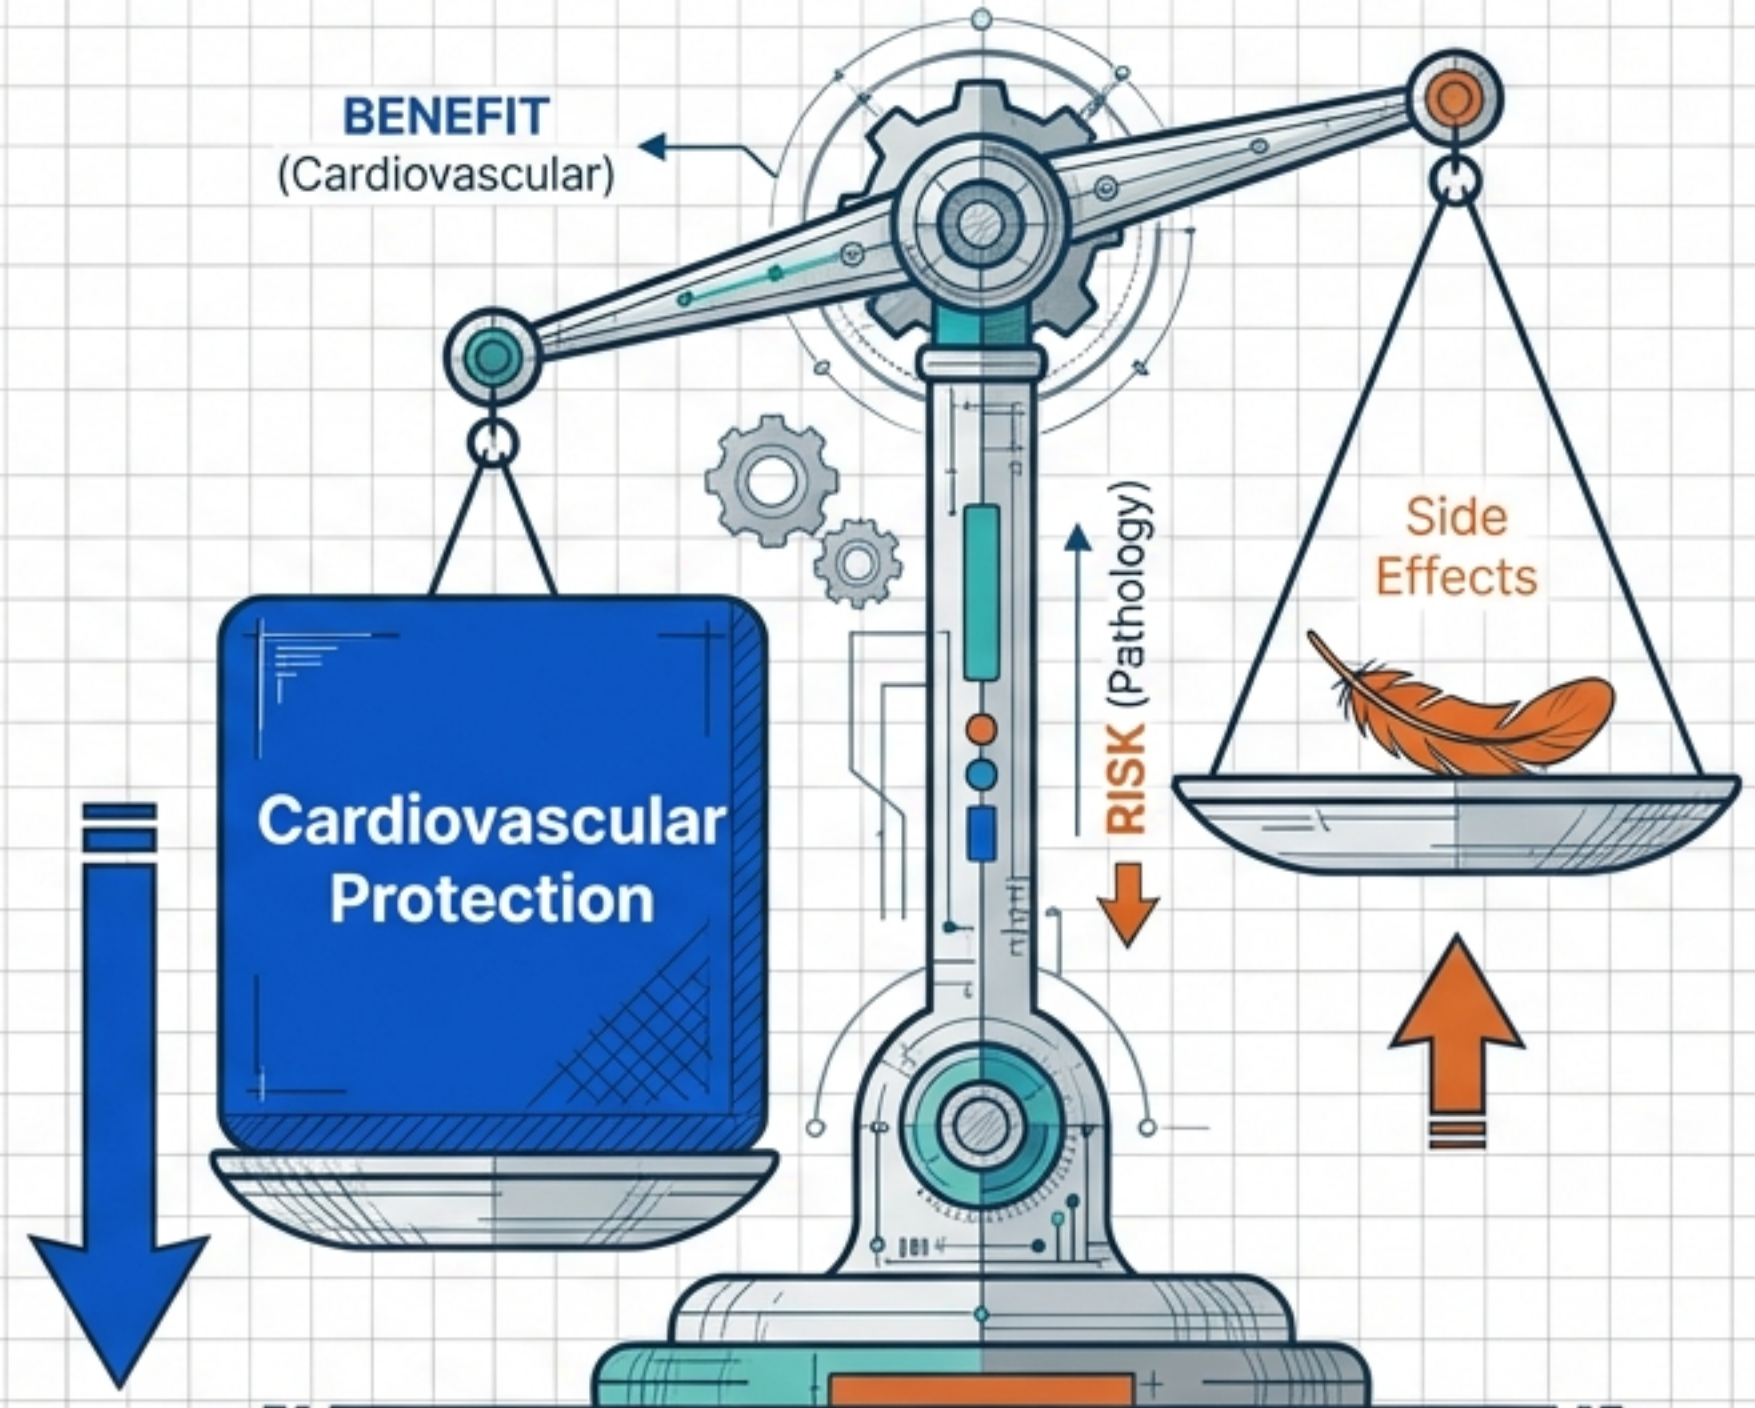 BENEFIT
(Cardiovascular)
Side
Effects
RISK (Pathology)
Cardiovascular
Protection